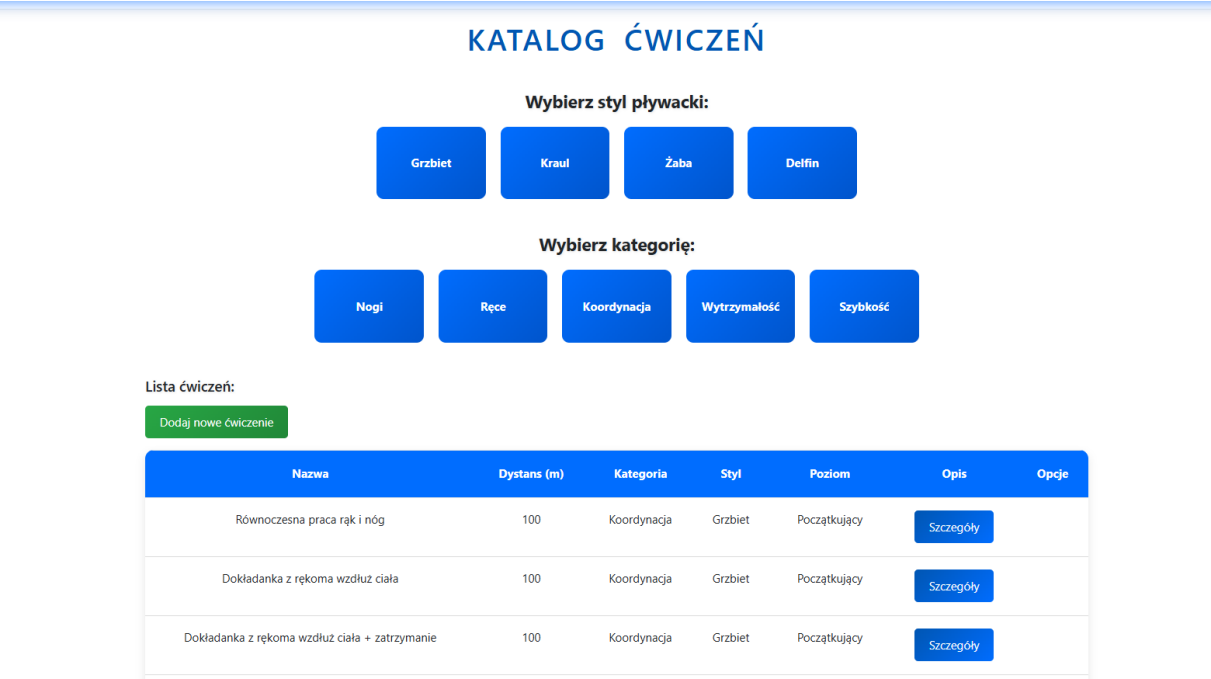 KATALOG ĆWICZEŃ
Wybierz styl pływacki:
Grzbiet Kraul Żaba Delfin
Wybierz kategorię:
Nogi Ręce Koordynacja Wytrzymałość Szybkość
Lista ćwiczeń:
Dodaj nowe ćwiczenie
Nazwa Dystans (m) Kategoria Styl Poziom Opis Opcje
Równoczesna praca rąk i nóg 100 Koordynacja Grzbiet Początkujący Szczegóły
Dokładanka z rękoma wzdłuż ciała 100 Koordynacja Grzbiet Początkujący Szczegóły
Dokładanka z rękoma wzdłuż ciała + zatrzymanie 100 Koordynacja Grzbiet Początkujący Szczegóły